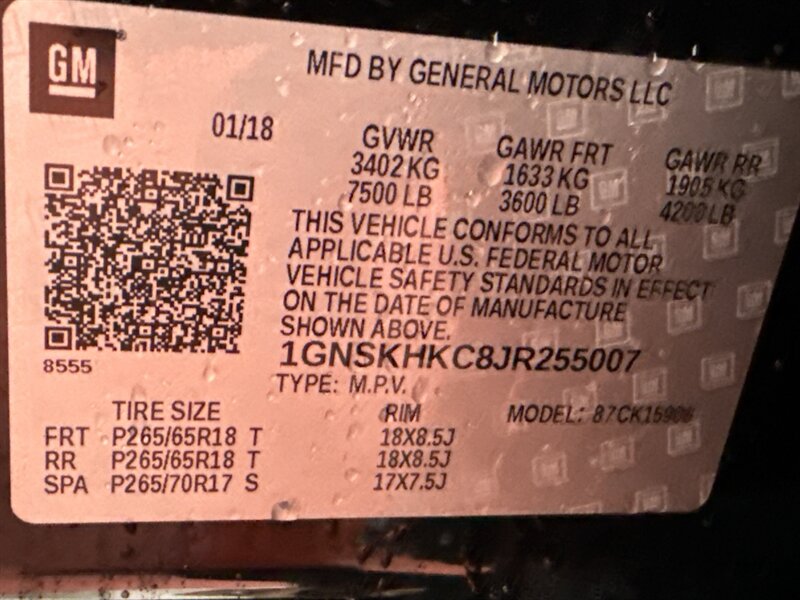 GM
MFD BY GENERAL MOTORS LLC
01/18 GVWR GAWR FRT GAWR RR
3402 KG 1633 KG 1905 KG
7500 LB 3600 LB 4200 LB
THIS VEHICLE CONFORMS TO ALL
APPLICABLE U.S. FEDERAL MOTOR
VEHICLE SAFETY STANDARDS IN EFFECT
ON THE DATE OF MANUFACTURE
SHOWN ABOVE.
1GNSKHKC8JR255007
8555
TYPE: M.P.V.
TIRE SIZE RIM MODEL:
FRT P265/65R18 T 18X8.5J
RR P265/65R18 T 18X8.5J
SPA P265/70R17 S 17X7.5J